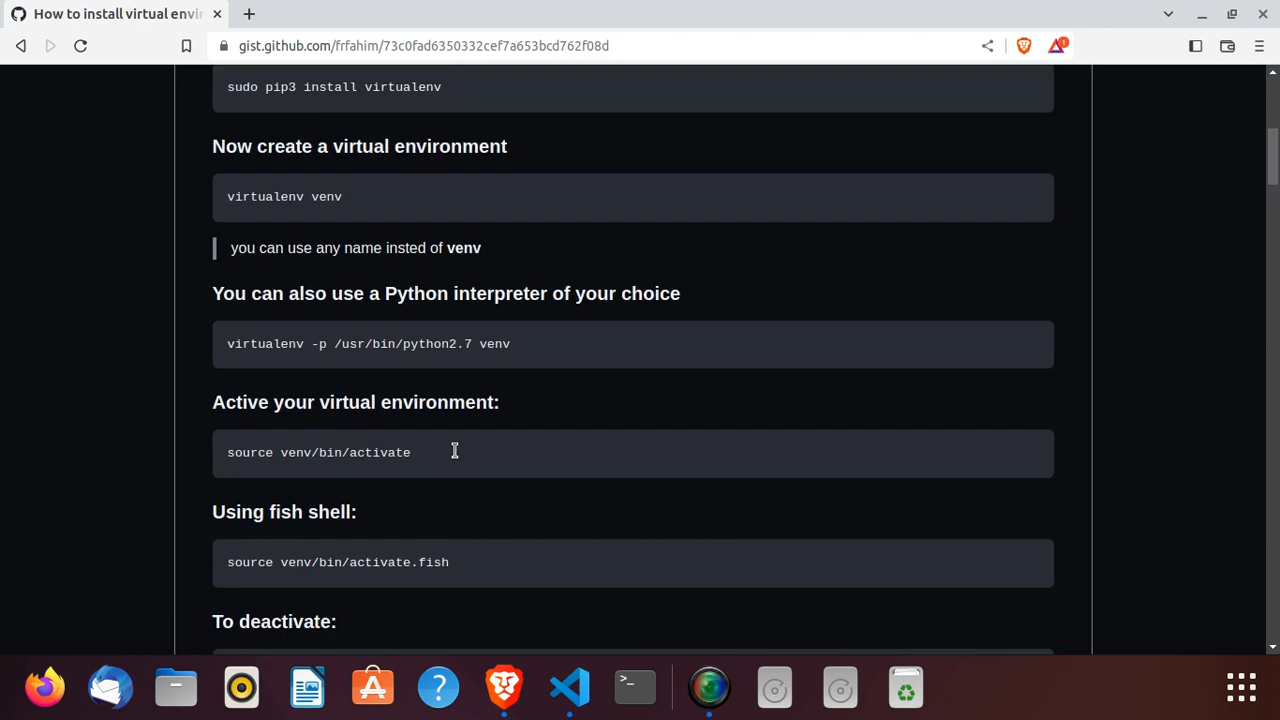 How to install virtual envir
gist.github.com/frfahim/73c0fad6350332cef7a653bcd762f08d
1
sudo pip3 install virtualenv
Now create a virtual environment
virtualenv venv
you can use any name insted of venv
You can also use a Python interpreter of your choice
virtualenv -p /usr/bin/python2.7 venv
Active your virtual environment:
source venv/bin/activate
Using fish shell:
source venv/bin/activate.fish
To deactivate: